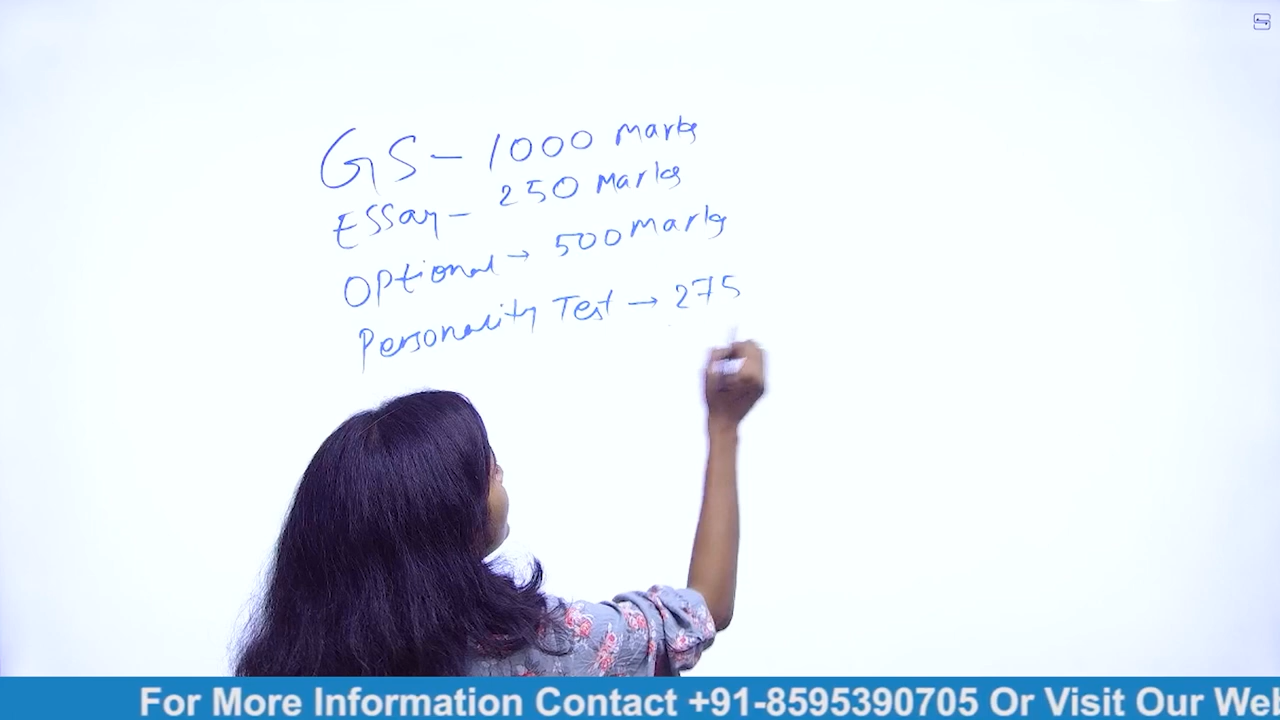 GS - 1000 Marks
Essay - 250 Marks
Optional → 500 Marks
Personality Test → 275
For More Information Contact +91-8595390705 Or Visit Our Wel